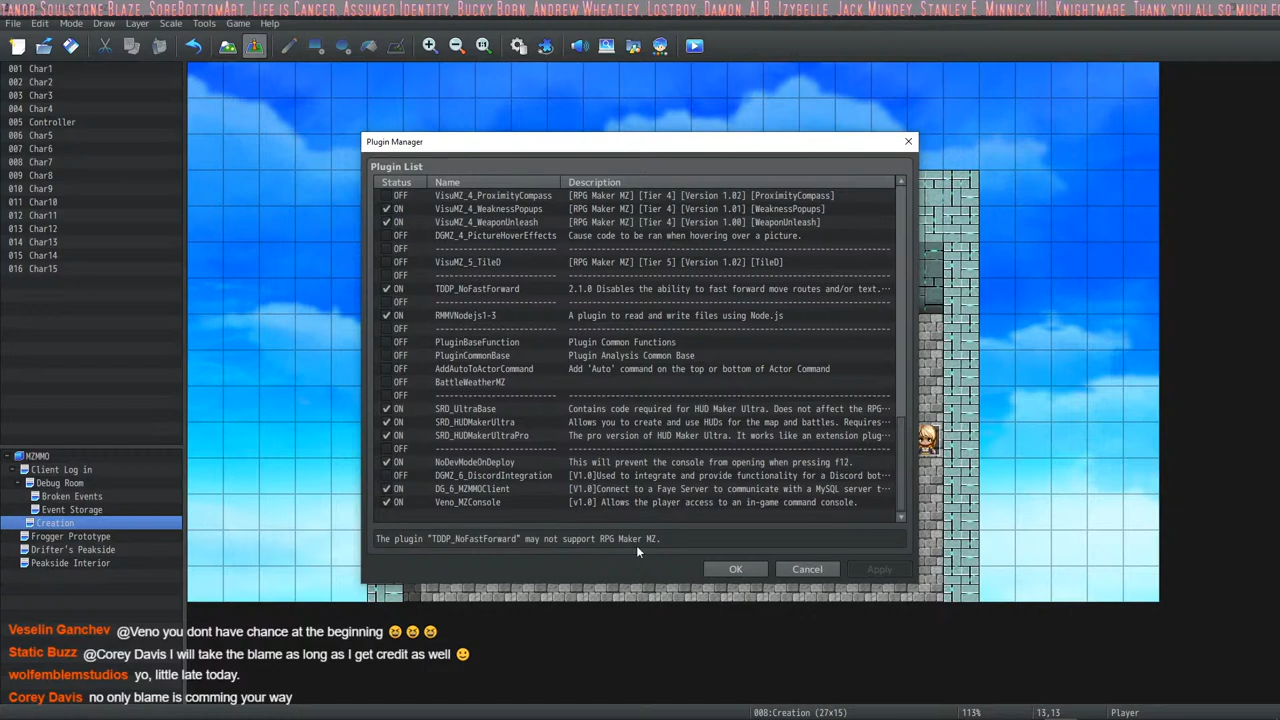 TANOR SOULSTONE BLAZE, SOREBOTTOMART, LIFE IS CANCER, ASSUMED IDENTITY, BUCKY BORN, ANDREW WHEATLEY, LOSTBOY, DAMON, AL B, IZYBELLE, JACK MUNDEY, STANLEY E. MINNICK III, KNIGHTMARE THANK YOU ALL SO MUCH F
File Edit Mode Draw Layer Scale Tools Game Help
001 Char1
002 Char2
003 Char3
004 Char4
005 Controller
006 Char5
007 Char6
008 Char7
009 Char8
010 Char9
011 Char10
012 Char11
013 Char12
014 Char13
015 Char14
016 Char15
MZMMO
Client Log in
Debug Room
Broken Events
Event Storage
Creation
Frogger Prototype
Drifter's Peakside
Peakside Interior
Plugin Manager
Plugin List
Status Name Description
OFF VisuMZ_4_ProximityCompass [RPG Maker MZ] [Tier 4] [Version 1.02] [ProximityCompass]
ON VisuMZ_4_WeaknessPopups [RPG Maker MZ] [Tier 4] [Version 1.01] [WeaknessPopups]
ON VisuMZ_4_WeaponUnleash [RPG Maker MZ] [Tier 4] [Version 1.00] [WeaponUnleash]
OFF DGMZ_4_PictureHoverEffects Cause code to be ran when hovering over a picture.
OFF ------------------------- -----------------------------------------------------------------
OFF VisuMZ_5_TileD [RPG Maker MZ] [Tier 5] [Version 1.02] [TileD]
OFF ------------------------- -----------------------------------------------------------------
ON TDDP_NoFastForward 2.1.0 Disables the ability to fast forward move routes and/or text.…
OFF ------------------------- -----------------------------------------------------------------
ON RMMVNodejs1-3 A plugin to read and write files using Node.js
OFF ------------------------- -----------------------------------------------------------------
OFF PluginBaseFunction Plugin Common Functions
OFF PluginCommonBase Plugin Analysis Common Base
OFF AddAutoToActorCommand Add 'Auto' command on the top or bottom of Actor Command
OFF BattleWeatherMZ
OFF ------------------------- -----------------------------------------------------------------
ON SRD_UltraBase Contains code required for HUD Maker Ultra. Does not affect the RPG…
ON SRD_HUDMakerUltra Allows you to create and use HUDs for the map and battles. Requires…
ON SRD_HUDMakerUltraPro The pro version of HUD Maker Ultra. It works like an extension plug…
OFF ------------------------- -----------------------------------------------------------------
ON NoDevModeOnDeploy This will prevent the console from opening when pressing f12.
OFF DGMZ_6_DiscordIntegration [V1.0]Used to integrate and provide functionality for a Discord bot…
ON DG_6_MZMMOClient [V1.0]Connect to a Faye Server to communicate with a MySQL server t…
ON Veno_MZConsole [v1.0] Allows the player access to an in-game command console.
The plugin "TDDP_NoFastForward" may not support RPG Maker MZ.
OK Cancel Apply
Veselin Ganchev @Veno you dont have chance at the beginning 😆 😆 😆
Static Buzz @Corey Davis I will take the blame as long as I get credit as well 🙂
wolfemblemstudios yo, little late today.
Corey Davis no only blame is comming your way
008:Creation (27x15) 113% 13,13 Player